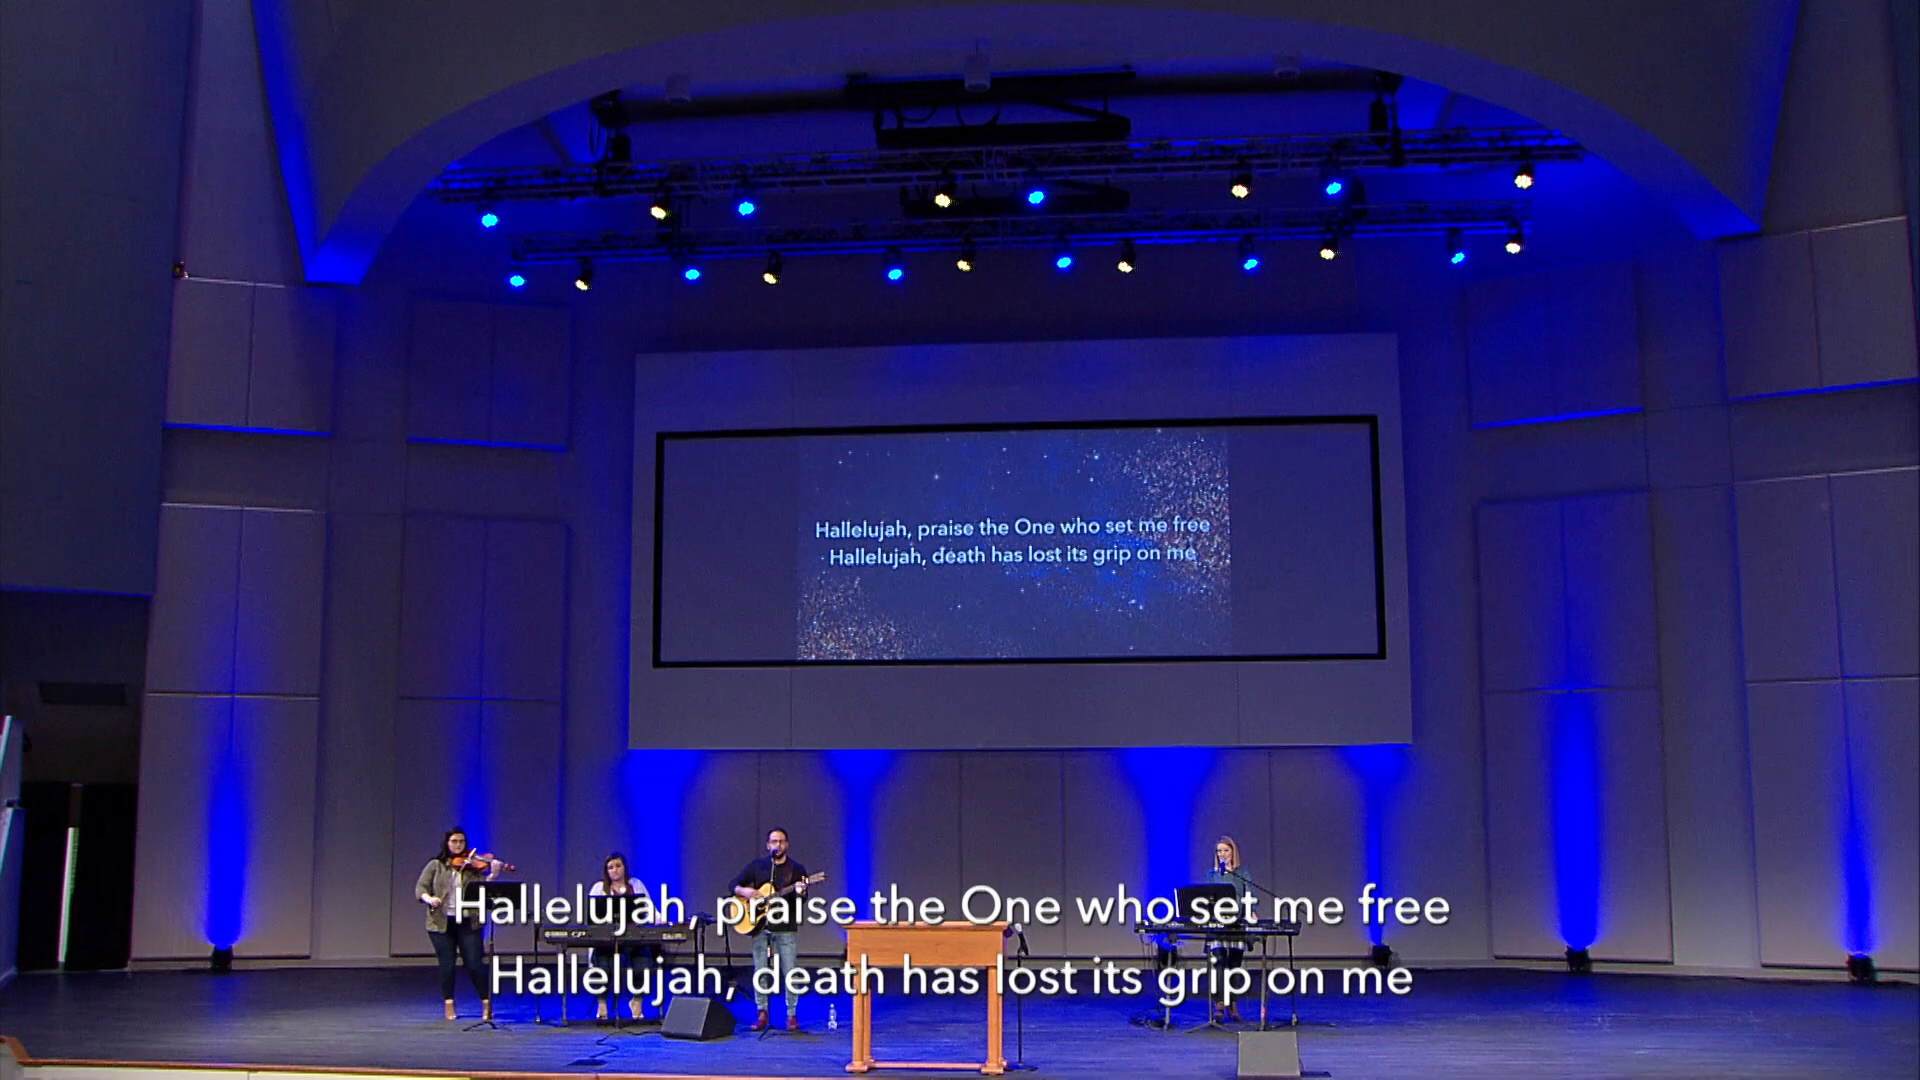 Hallelujah, praise the One who set me free
Hallelujah, death has lost its grip on me
Hallelujah, praise the One who set me free
Hallelujah, death has lost its grip on me